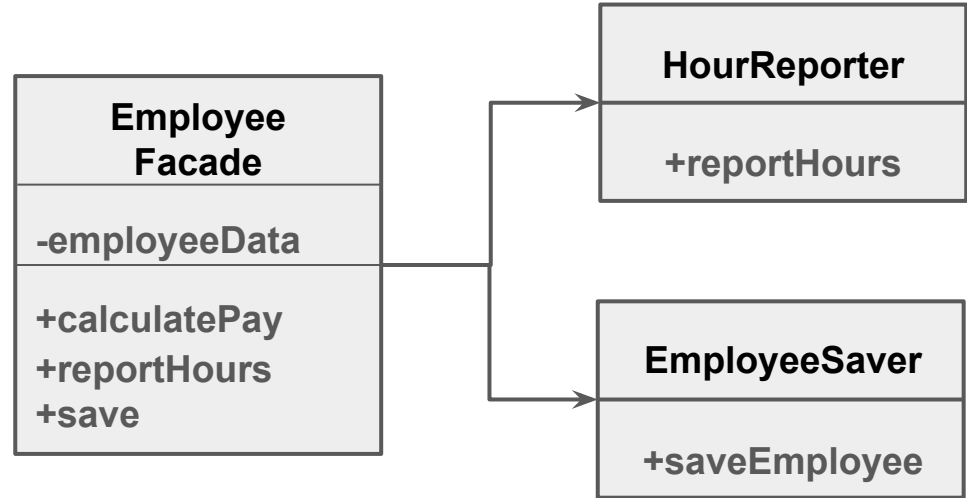 Employee
Facade
-employeeData
+calculatePay
+reportHours
+save
HourReporter
+reportHours
EmployeeSaver
+saveEmployee